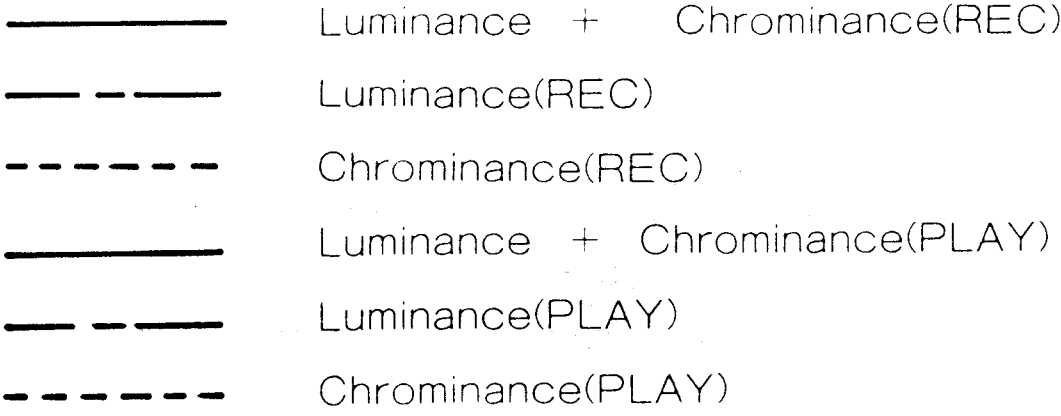 Luminance + Chrominance(REC)
Luminance(REC)
Chrominance(REC)
Luminance + Chrominance(PLAY)
Luminance(PLAY)
Chrominance(PLAY)